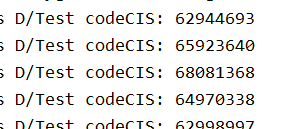 s D/Test codeCIS: 62944693
s D/Test codeCIS: 65923640
s D/Test codeCIS: 68081368
s D/Test codeCIS: 64970338
s D/Test codeCIS: 62998997